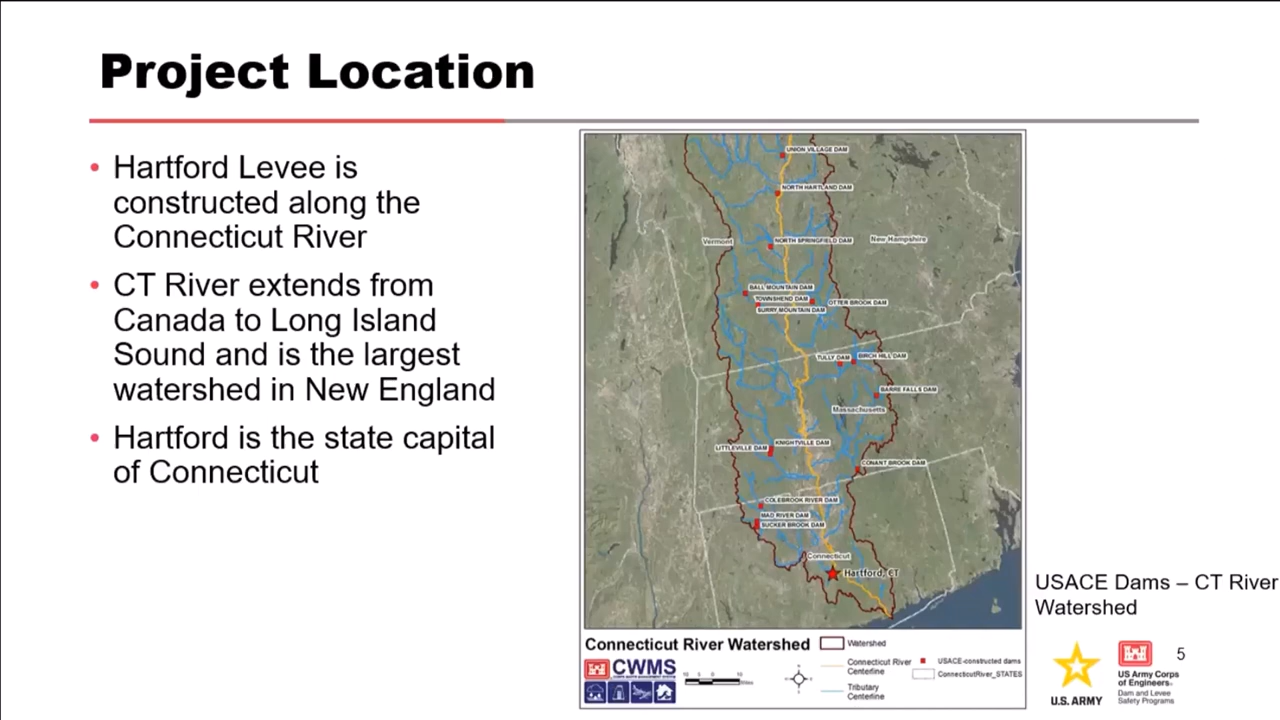 Project Location
• Hartford Levee is
constructed along the
Connecticut River
• CT River extends from
Canada to Long Island
Sound and is the largest
watershed in New England
• Hartford is the state capital
of Connecticut
UNION VILLAGE DAM
NORTH HARTLAND DAM
Vermont
NORTH SPRINGFIELD DAM
New Hampshire
BALL MOUNTAIN DAM
TOWNSHEND DAM
OTTER BROOK DAM
SURRY MOUNTAIN DAM
TULLY DAM
BIRCH HILL DAM
BARRE FALLS DAM
Massachusetts
LITTLEVILLE DAM
KNIGHTVILLE DAM
CONANT BROOK DAM
COLEBROOK RIVER DAM
MAD RIVER DAM
SUCKER BROOK DAM
Connecticut
Hartford, CT
Connecticut River Watershed
CWMS
Watershed
Connecticut River
Centerline
Tributary
Centerline
USACE-constructed dams
ConnecticutRiver_STATES
USACE Dams – CT River
Watershed
U.S. ARMY
US Army Corps
of Engineers®
Dam and Levee
Safety Programs
5